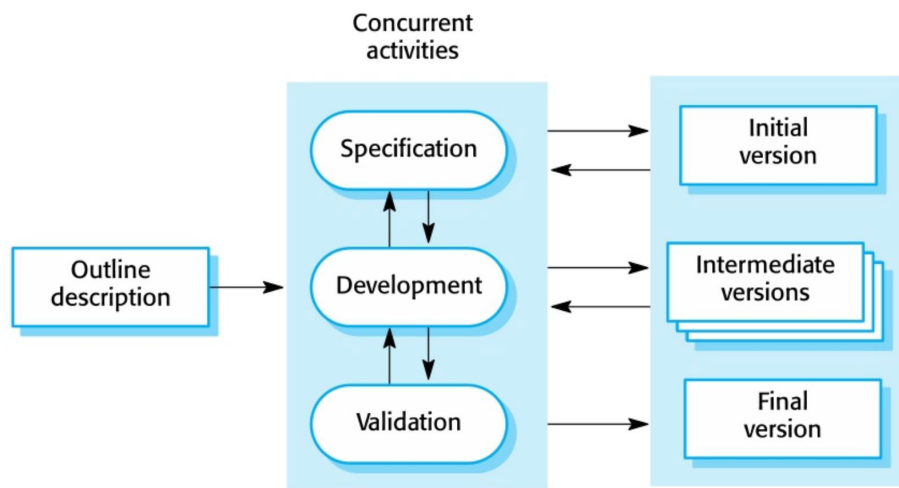 Concurrent
activities
Specification
Initial
version
Outline
description
Development
Intermediate
versions
Validation
Final
version